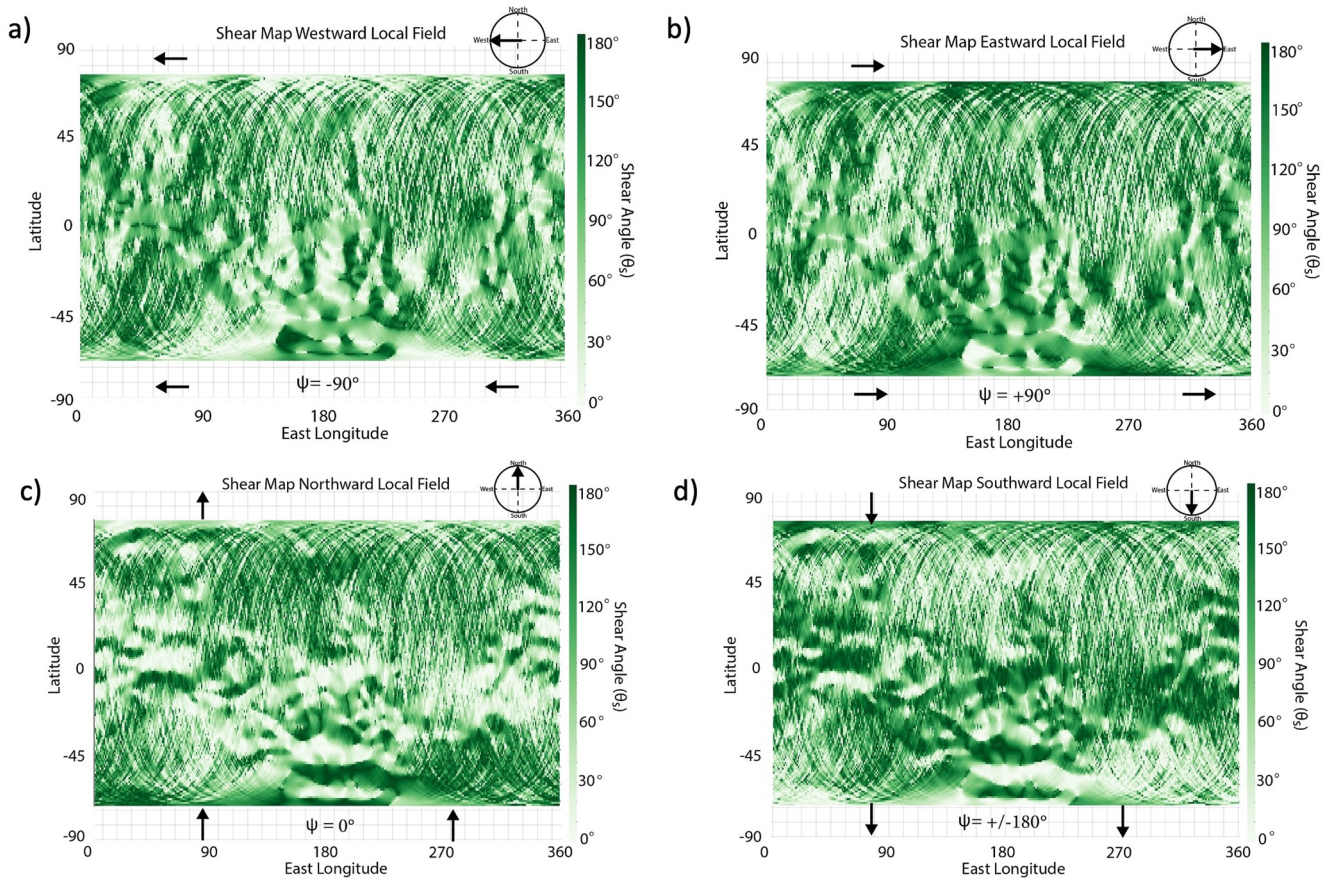 a)
Shear Map Westward Local Field
North
West
East
South
90
45
0
-45
-90
Latitude
ψ= -90°
0 90 180 270 360
East Longitude
180°
150°
120°
90°
60°
30°
0°
Shear Angle (θs)
b)
Shear Map Eastward Local Field
North
West
East
South
90
45
0
-45
-90
Latitude
ψ = +90°
0 90 180 270 360
East Longitude
180°
150°
120°
90°
60°
30°
0°
Shear Angle (θs)
c)
Shear Map Northward Local Field
North
West
East
South
90
45
0
-45
-90
Latitude
ψ = 0°
0 90 180 270 360
East Longitude
180°
150°
120°
90°
60°
30°
0°
Shear Angle (θs)
d)
Shear Map Southward Local Field
North
West
East
South
90
45
0
-45
-90
Latitude
ψ= +/-180°
0 90 180 270 360
East Longitude
180°
150°
120°
90°
60°
30°
0°
Shear Angle (θs)